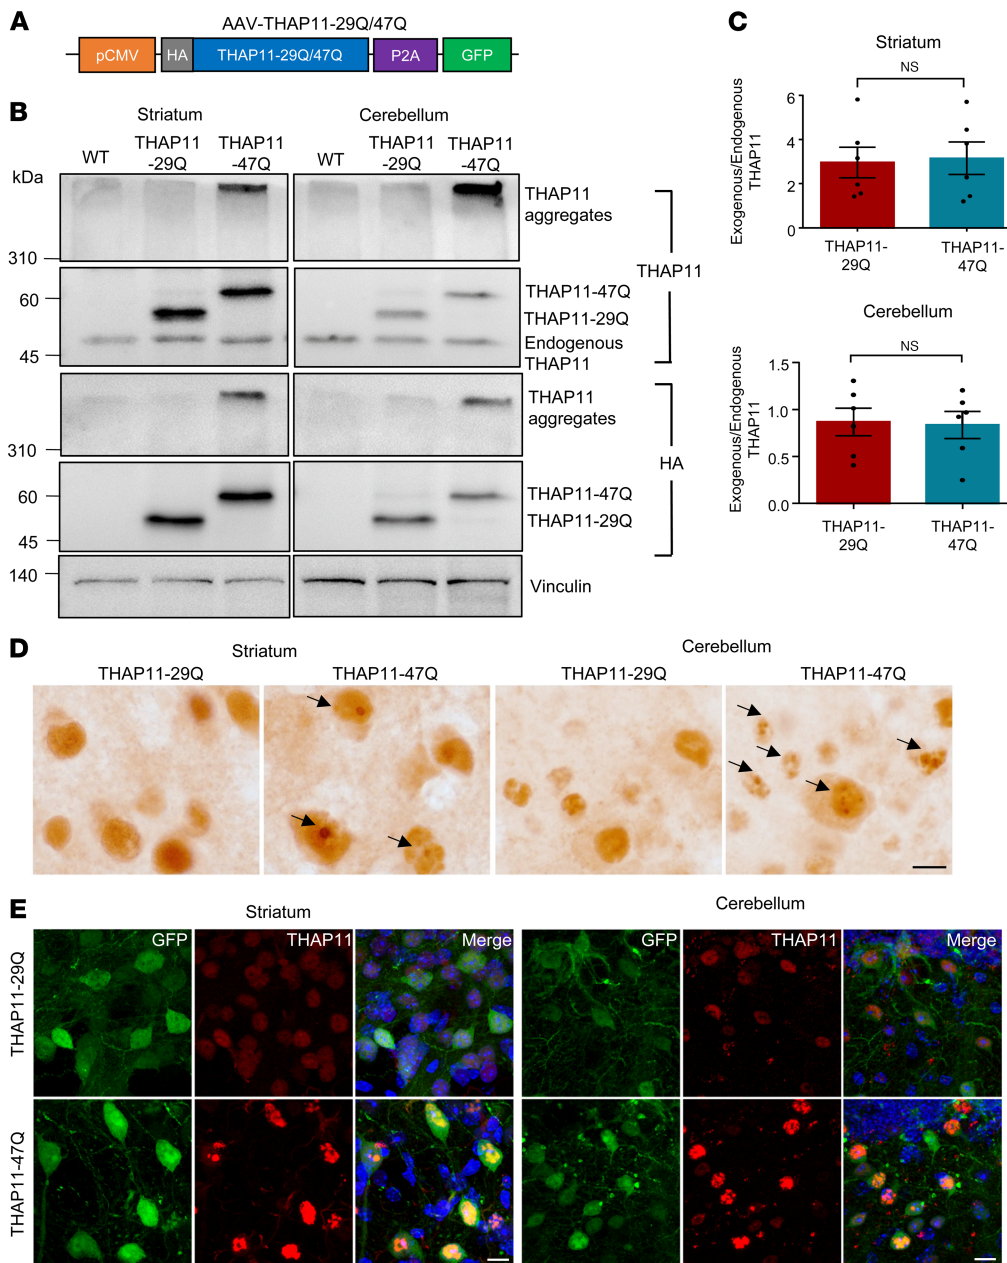 A
AAV-THAP11-29Q/47Q
pCMV HA THAP11-29Q/47Q P2A GFP
B
Striatum Cerebellum
WT THAP11 -29Q THAP11 -47Q WT THAP11 -29Q THAP11 -47Q
kDa
THAP11
aggregates
310
THAP11
60
THAP11-47Q
THAP11-29Q
Endogenous
THAP11
45
THAP11
aggregates
310
HA
60
THAP11-47Q
THAP11-29Q
45
140
Vinculin
C
Striatum
NS
Exogenous/Endogenous
THAP11
6
4
2
0
THAP11-
29Q
THAP11-
47Q
Cerebellum
NS
Exogenous/Endogenous
THAP11
1.5
1.0
0.5
0.0
THAP11-
29Q
THAP11-
47Q
D
Striatum Cerebellum
THAP11-29Q THAP11-47Q THAP11-29Q THAP11-47Q
E
Striatum Cerebellum
GFP THAP11 Merge GFP THAP11 Merge
THAP11-29Q
THAP11-47Q